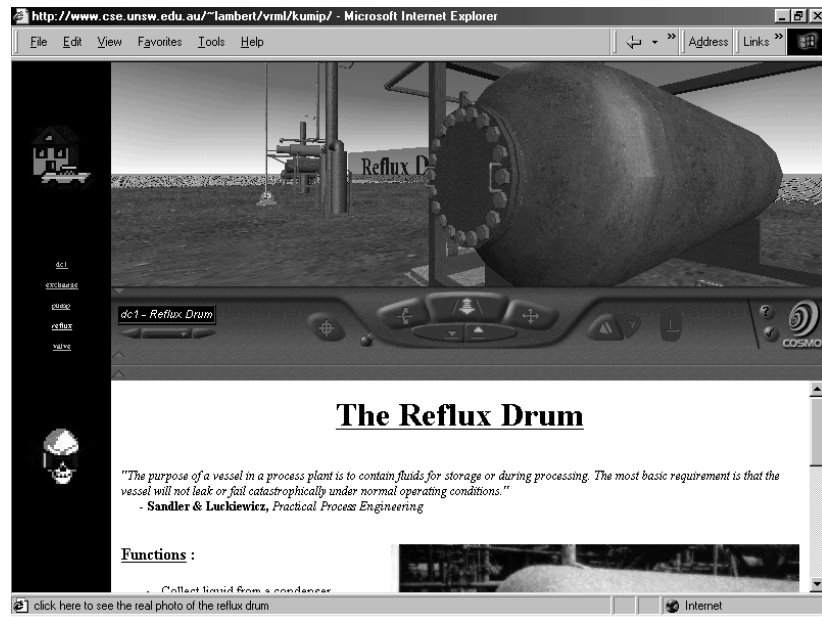 http://www.cse.unsw.edu.au/~lambert/vrml/kumip/ - Microsoft Internet Explorer
File Edit View Favorites Tools Help Address Links
Reflux D
dc1
exchange
pump
reflux
valve
dc1 - Reflux Drum
COSMO
The Reflux Drum
"The purpose of a vessel in a process plant is to contain fluids for storage or during processing. The most basic requirement is that the
vessel will not leak or fail catastrophically under normal operating conditions."
- Sandler & Luckiewicz, Practical Process Engineering
Functions :
- Collect liquid from a condenser
click here to see the real photo of the reflux drum
Internet